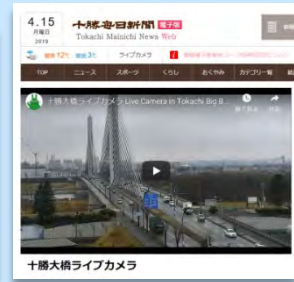 4.15
月曜日
2019
十勝毎日新聞 電子版
Tokachi Mainichi News Web
ライブカメラ
TOP
ニュース
スポーツ
くらし
おくやみ
カテゴリ一覧
十勝大橋ライブカメラ Live Camera in Tokachi Big B...
十勝大橋ライブカメラ